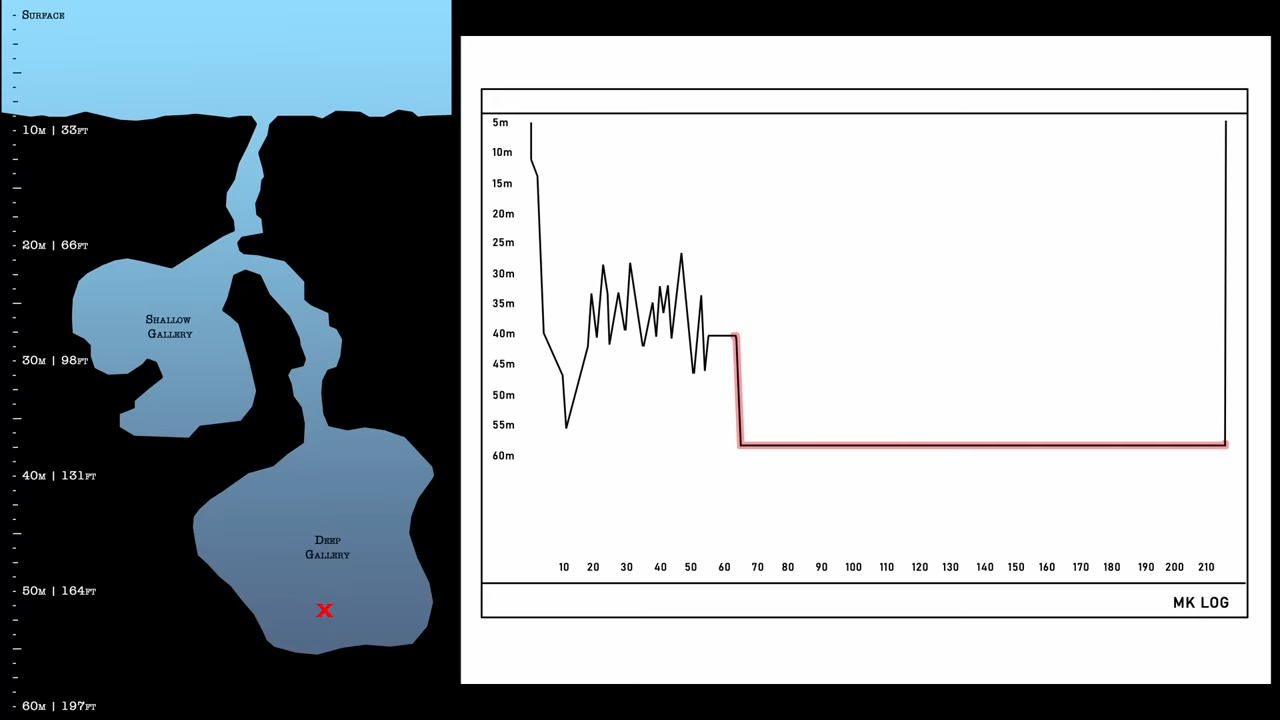 Surface
10m | 33ft
20m | 66ft
Shallow
Gallery
30m | 98ft
40m | 131ft
Deep
Gallery
50m | 164ft
X
60m | 197ft
5m
10m
15m
20m
25m
30m
35m
40m
45m
50m
55m
60m
10 20 30 40 50 60 70 80 90 100 110 120 130 140 150 160 170 180 190 200 210
MK LOG